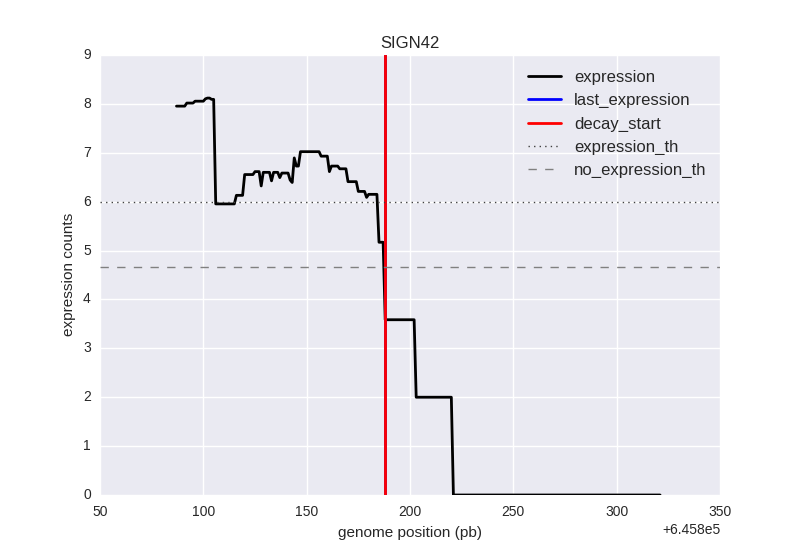 SIGN42
9
8
7
6
5
4
3
2
1
0
expression counts
expression
last_expression
decay_start
expression_th
no_expression_th
50 100 150 200 250 300 350
genome position (pb)
+6.458e5